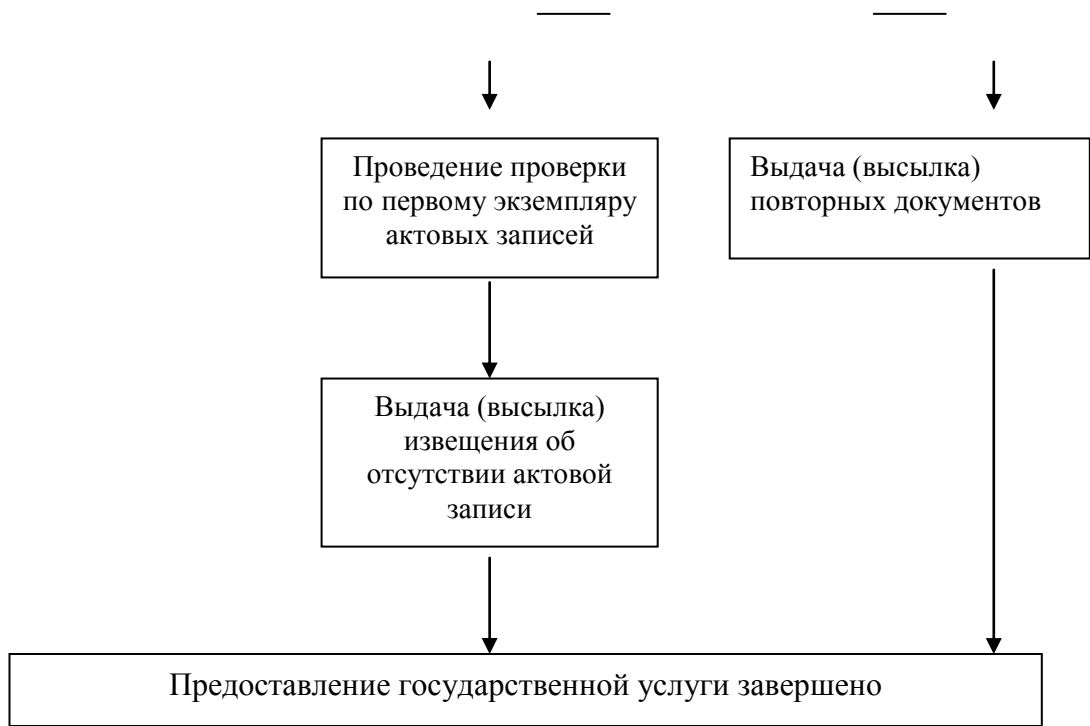 Проведение проверки
по первому экземпляру
актовых записей
Выдача (высылка)
повторных документов
Выдача (высылка)
извещения об
отсутствии актовой
записи
Предоставление государственной услуги завершено